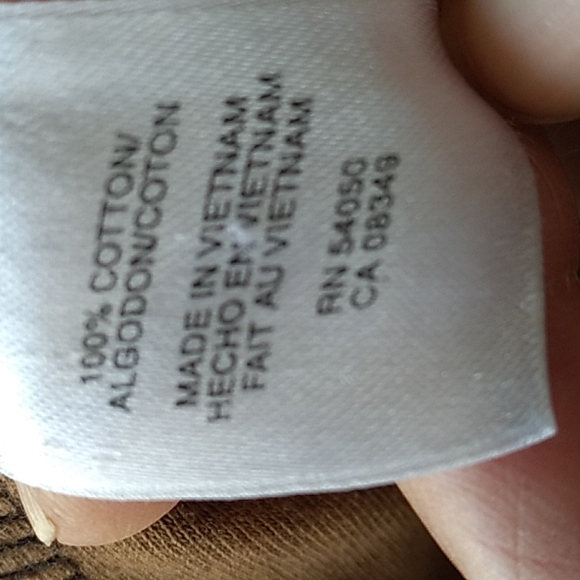 100% COTTON/
ALGODON/COTON
MADE IN VIETNAM
HECHO EN VIETNAM
FAIT AU VIETNAM
RN 54050
CA 08349